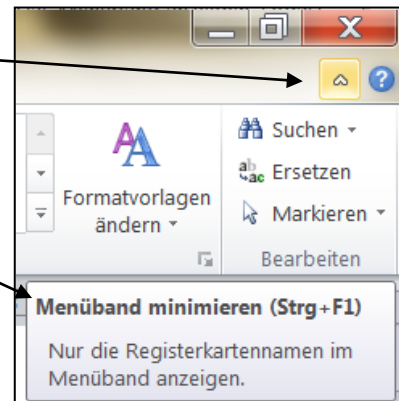 Suchen
Ersetzen
Markieren
Formatvorlagen
ändern
Bearbeiten
Menüband minimieren (Strg+F1)
Nur die Registerkartennamen im
Menüband anzeigen.